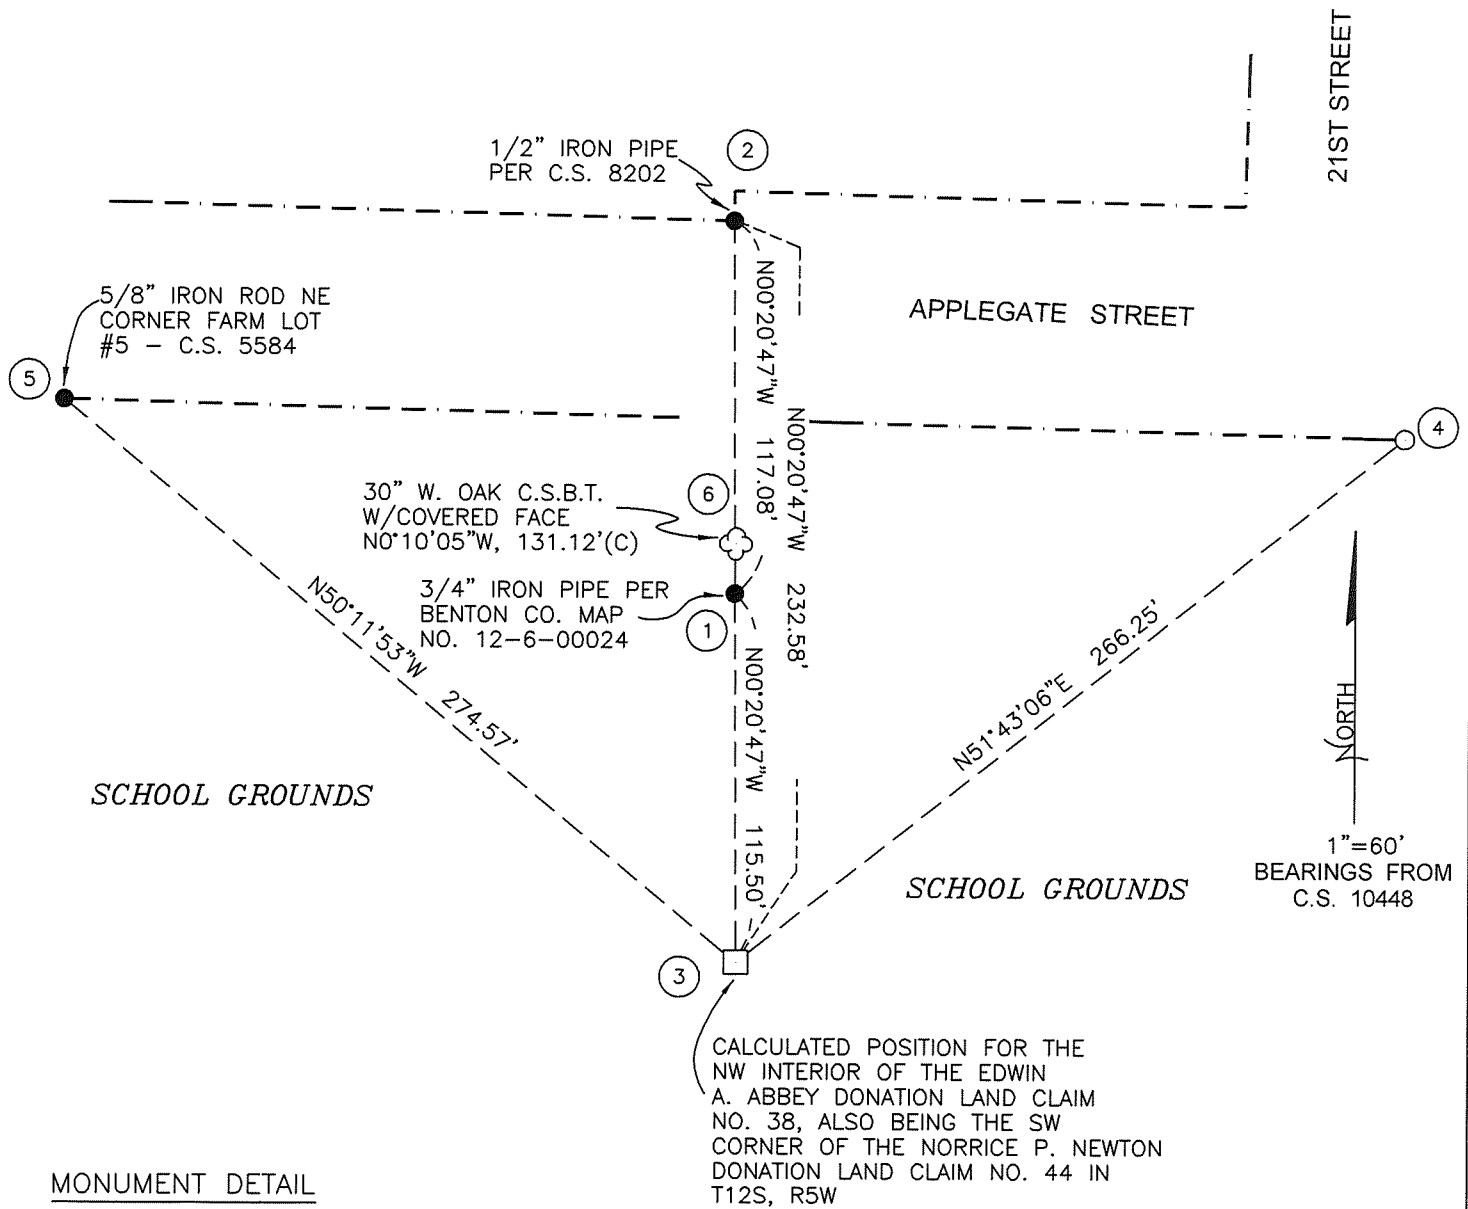 21ST STREET
1/2" IRON PIPE
PER C.S. 8202
2
5/8" IRON ROD NE
CORNER FARM LOT
#5 – C.S. 5584
5
APPLEGATE STREET
N00°20'47"W 117.08'
N00°20'47"W 232.58'
4
30" W. OAK C.S.B.T.
W/COVERED FACE
N0°10'05"W, 131.12'(C)
6
3/4" IRON PIPE PER
BENTON CO. MAP
NO. 12–6–00024
1
N50°11'53"W 274.57'
N00°20'47"W 115.50'
N51°43'06"E 266.25'
NORTH
1"=60'
BEARINGS FROM
C.S. 10448
SCHOOL GROUNDS
SCHOOL GROUNDS
3
CALCULATED POSITION FOR THE
NW INTERIOR OF THE EDWIN
A. ABBEY DONATION LAND CLAIM
NO. 38, ALSO BEING THE SW
CORNER OF THE NORRICE P. NEWTON
DONATION LAND CLAIM NO. 44 IN
T12S, R5W
MONUMENT DETAIL